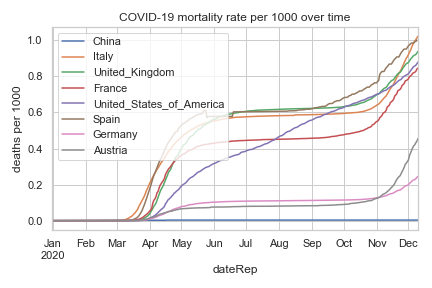 COVID-19 mortality rate per 1000 over time
deaths per 1000
1.0
0.8
0.6
0.4
0.2
0.0
China
Italy
United_Kingdom
France
United_States_of_America
Spain
Germany
Austria
Jan Feb Mar Apr May Jun Jul Aug Sep Oct Nov Dec
2020
dateRep